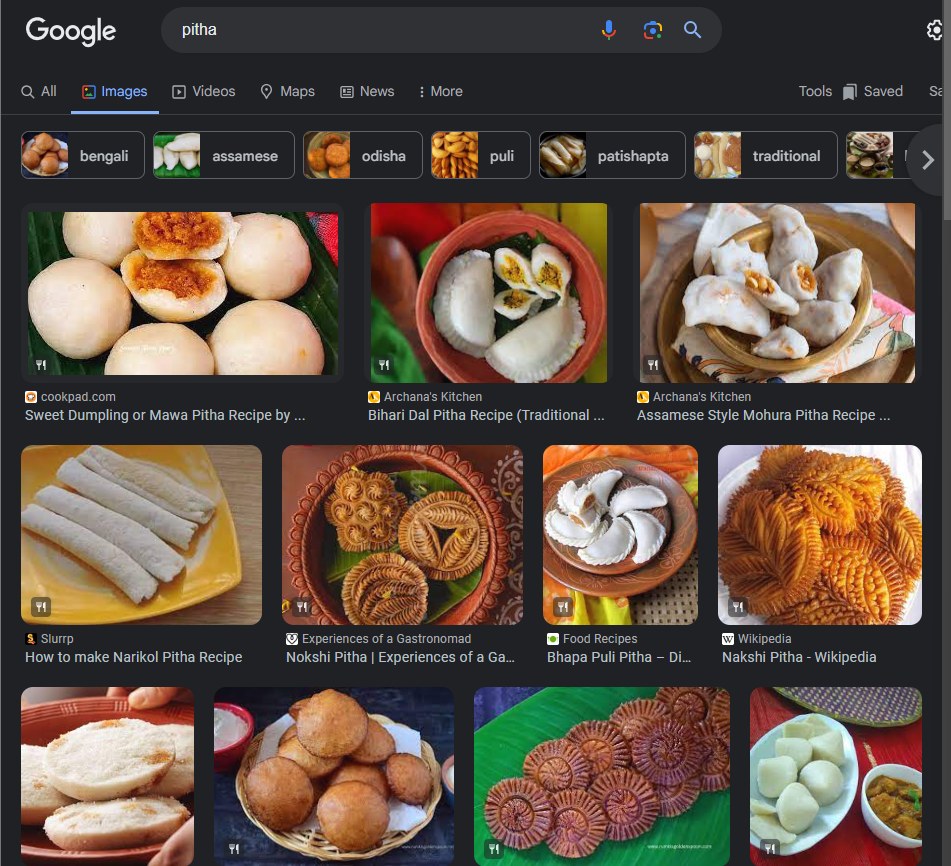 Google
pitha
All Images Videos Maps News More Tools Saved Sa
bengali assamese odisha puli patishapta traditional
cookpad.com
Sweet Dumpling or Mawa Pitha Recipe by ...
Archana's Kitchen
Bihari Dal Pitha Recipe (Traditional ...
Archana's Kitchen
Assamese Style Mohura Pitha Recipe ...
Slurrp
How to make Narikol Pitha Recipe
Experiences of a Gastronomad
Nokshi Pitha | Experiences of a Ga...
Food Recipes
Bhapa Puli Pitha – Di...
Wikipedia
Nakshi Pitha - Wikipedia